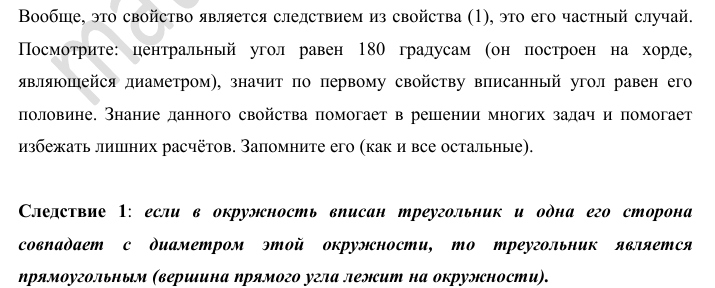 Вообще, это свойство является следствием из свойства (1), это его частный случай.
Посмотрите: центральный угол равен 180 градусам (он построен на хорде,
являющейся диаметром), значит по первому свойству вписанный угол равен его
половине. Знание данного свойства помогает в решении многих задач и помогает
избежать лишних расчётов. Запомните его (как и все остальные).
Следствие 1: если в окружность вписан треугольник и одна его сторона
совпадает с диаметром этой окружности, то треугольник является
прямоугольным (вершина прямого угла лежит на окружности).